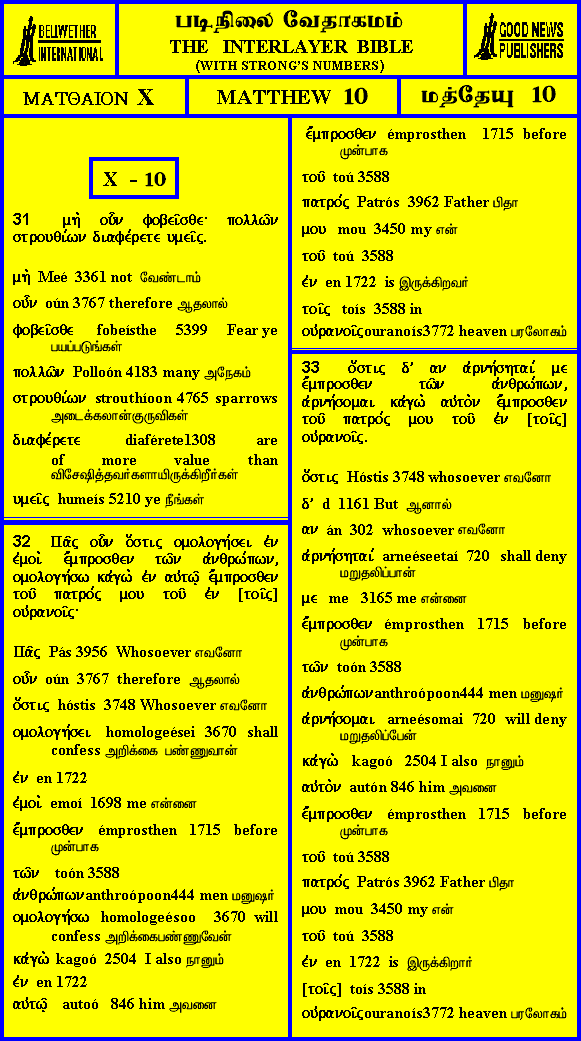 BELLWETHER
INTERNATIONAL
படிநிலை வேதாகமம்
THE INTERLAYER BIBLE
(WITH STRONG'S NUMBERS)
GOOD NEWS
PUBLISHERS
ΜΑΤΘΑΙΟΝ X
MATTHEW 10
மத்தேயு 10
X - 10
31 μὴ οὖν φοβεῖσθε· πολλῶν
στρουθίων διαφέρετε υμεῖς.
μὴ Meé 3361 not வேண்டாம்
οὖν oún 3767 therefore ஆதலால்
φοβεῖσθε fobeísthe 5399 Fear ye
பயப்படுங்கள்
πολλῶν Polloón 4183 many அநேகம்
στρουθίων strouthíoon 4765 sparrows
அடைக்கலான்குருவிகள்
διαφέρετε diaférete1308 are
of more value than
விசேஷித்தவர்களாயிருக்கிறீர்கள்
υμεῖς humeís 5210 ye நீங்கள்
32 Πᾶς οὖν ὅστις ομολογήσει ἐν
ἐμοὶ ἔμπροσθεν τῶν ἀνθρώπων,
ομολογήσω κἀγὼ ἐν αὐτῷ ἔμπροσθεν
τοῦ πατρός μου τοῦ ἐν [τοῖς]
οὐρανοῖς·
Πᾶς Pás 3956 Whosoever எவனோ
οὖν oún 3767 therefore ஆதலால்
ὅστις hóstis 3748 Whosoever எவனோ
ομολογήσει homologeései 3670 shall
confess அறிக்கை பண்ணுவான்
ἐν en 1722
ἐμοὶ emoí 1698 me என்னை
ἔμπροσθεν émprosthen 1715 before
முன்பாக
τῶν toón 3588
ἀνθρώπωνanthroópoon444 men மனுஷர்
ομολογήσω homologeésoo 3670 will
confess அறிக்கைபண்ணுவேன்
κἀγὼ kagoó 2504 I also நானும்
ἐν en 1722
αὐτῷ autoó 846 him அவனை
ἔμπροσθεν émprosthen 1715 before
முன்பாக
τοῦ toú 3588
πατρός Patrós 3962 Father பிதா
μου mou 3450 my என்
τοῦ toú 3588
ἐν en 1722 is இருக்கிறவர்
τοῖς toís 3588 in
οὐρανοῖςouranoís3772 heaven பரலோகம்
33 ὅστις δ' αν ἀρνήσηταί με
ἔμπροσθεν τῶν ἀνθρώπων,
ἀρνήσομαι κἀγὼ αὐτὸν ἔμπροσθεν
τοῦ πατρός μου τοῦ ἐν [τοῖς]
οὐρανοῖς.
ὅστις Hóstis 3748 whosoever எவனோ
δ' d 1161 But ஆனால்
αν án 302 whosoever எவனோ
ἀρνήσηταί arneéseetaí 720 shall deny
மறுதலிப்பான்
με me 3165 me என்னை
ἔμπροσθεν émprosthen 1715 before
முன்பாக
τῶν toón 3588
ἀνθρώπωνanthroópoon444 men மனுஷர்
ἀρνήσομαι arneésomai 720 will deny
மறுதலிப்பேன்
κἀγὼ kagoó 2504 I also நானும்
αὐτὸν autón 846 him அவனை
ἔμπροσθεν émprosthen 1715 before
முன்பாக
τοῦ toú 3588
πατρός Patrós 3962 Father பிதா
μου mou 3450 my என்
τοῦ toú 3588
ἐν en 1722 is இருக்கிறார்
[τοῖς] toís 3588 in
οὐρανοῖςouranoís3772 heaven பரலோகம்